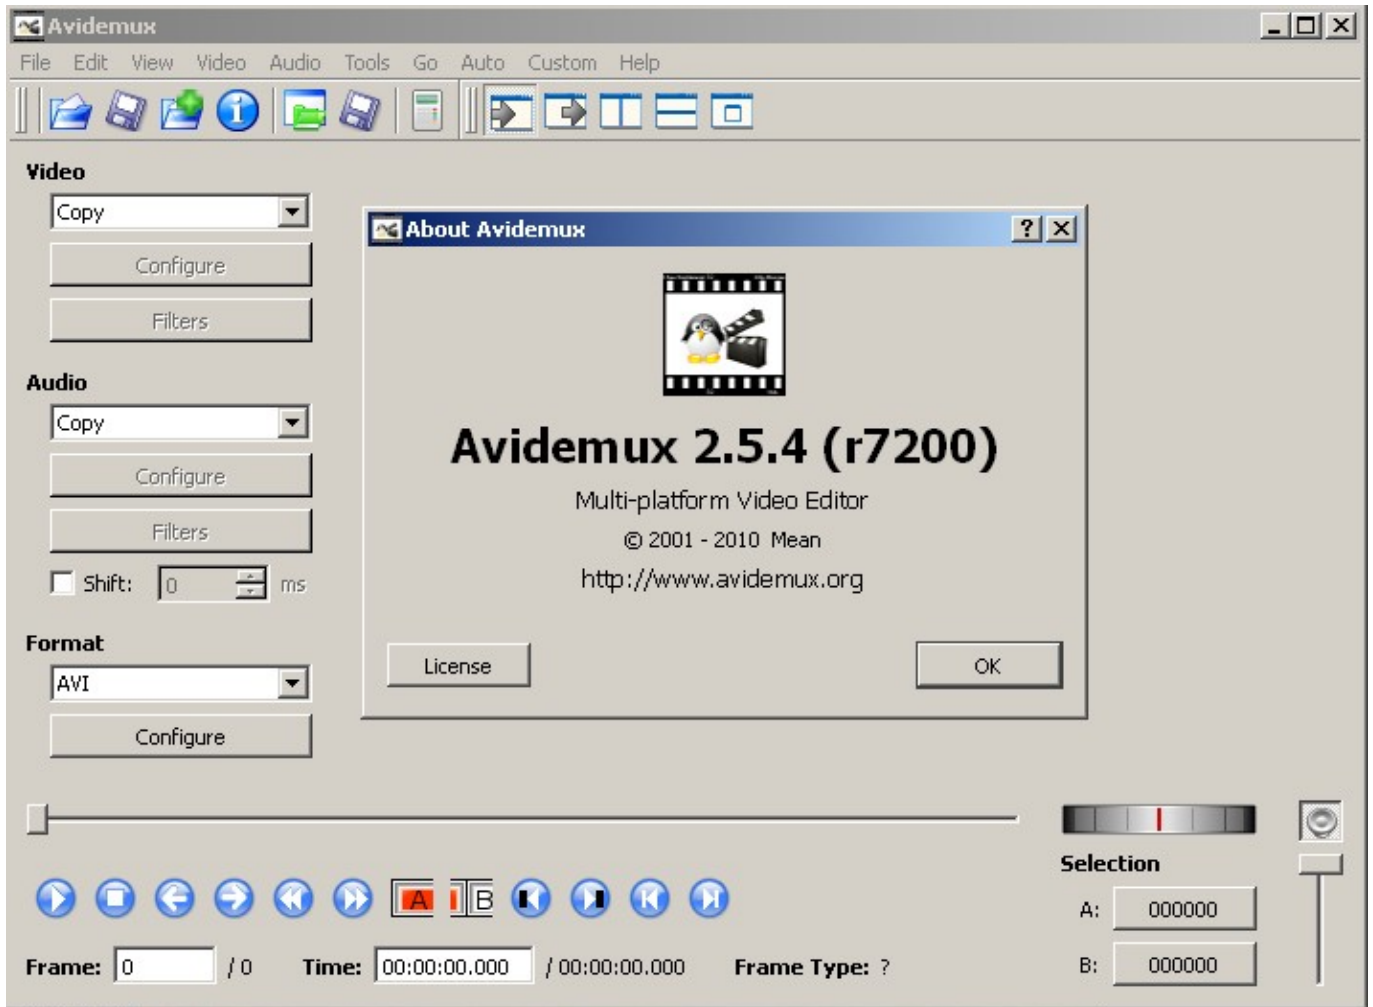 Avidemux
File Edit View Video Audio Tools Go Auto Custom Help
Video
Copy
Configure
Filters
Audio
Copy
Configure
Filters
Shift: 0 ms
Format
AVI
Configure
About Avidemux
Avidemux 2.5.4 (r7200)
Multi-platform Video Editor
© 2001 - 2010 Mean
http://www.avidemux.org
License OK
A B
Selection
A: 000000
B: 000000
Frame: 0 / 0 Time: 00:00:00.000 / 00:00:00.000 Frame Type: ?